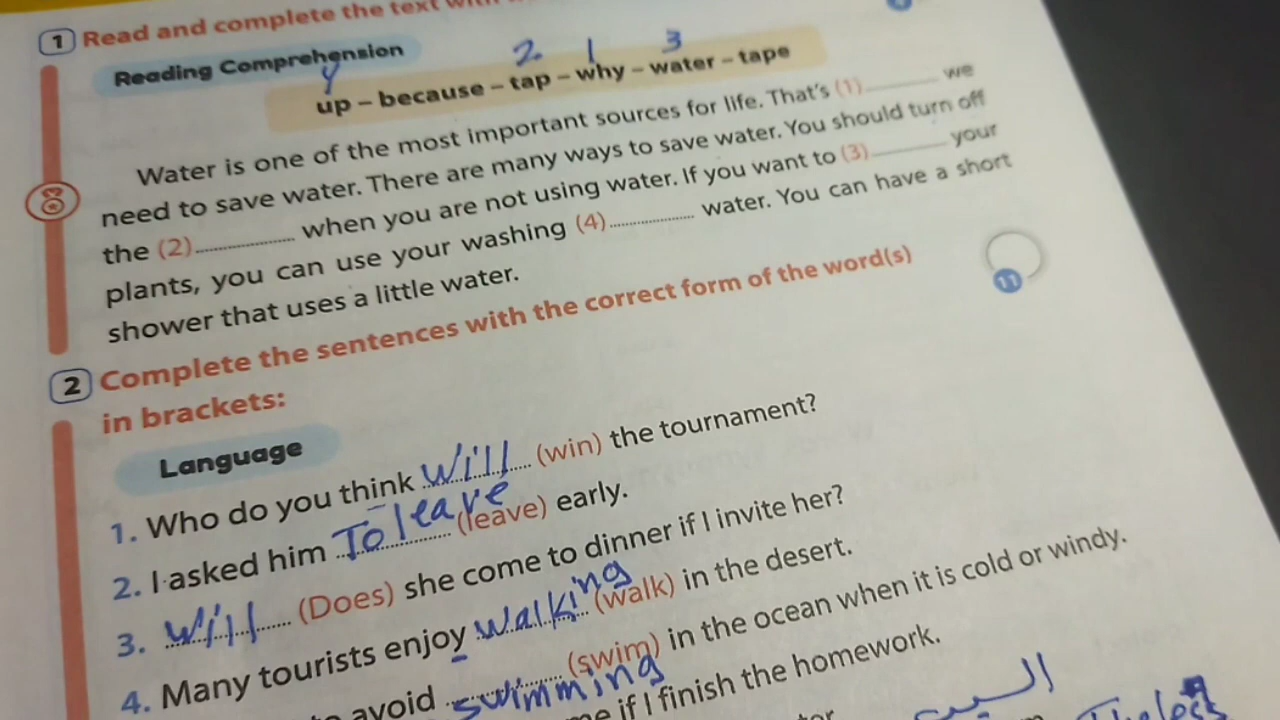 1 Read and complete the text with
Reading Comprehension
4 2 1 3
up – because – tap – why – water – tape
Water is one of the most important sources for life. That's (1) we
need to save water. There are many ways to save water. You should turn off
the (2) when you are not using water. If you want to (3) your
plants, you can use your washing (4) water. You can have a short
shower that uses a little water.
11
2 Complete the sentences with the correct form of the word(s)
in brackets:
Language
1. Who do you think will (win) the tournament?
2. I asked him To leave (leave) early.
3. will (Does) she come to dinner if I invite her?
4. Many tourists enjoy walking (walk) in the desert.
avoid swimming (swim) in the ocean when it is cold or windy.
me if I finish the homework.